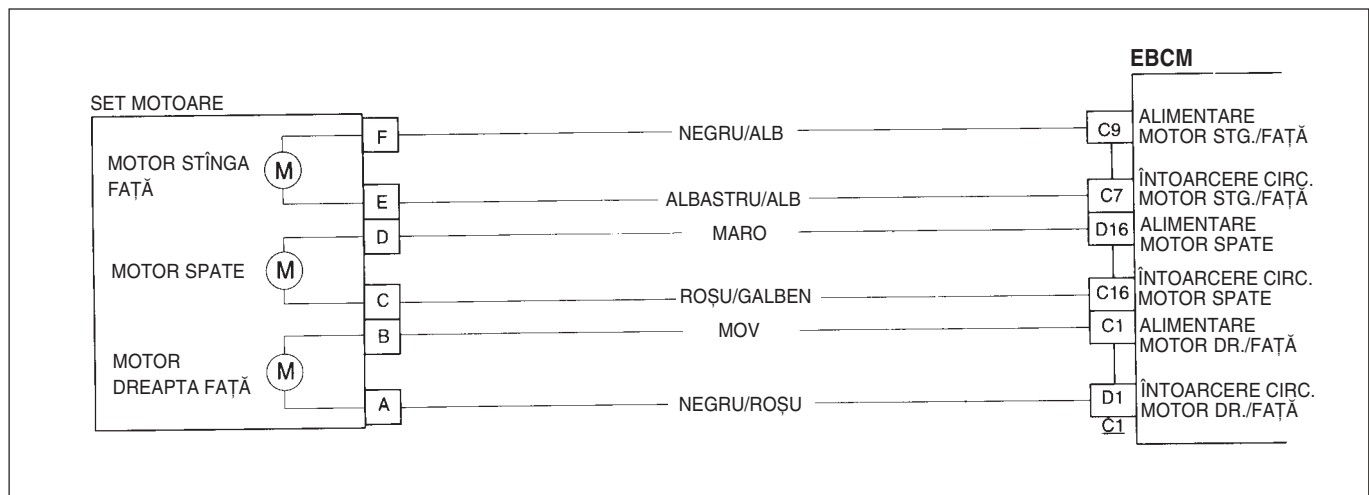 EBCM
SET MOTOARE
MOTOR STÎNGA
FAȚĂ
M
MOTOR SPATE
M
MOTOR
DREAPTA FAȚĂ
M
F
E
D
C
B
A
NEGRU/ALB
ALBASTRU/ALB
MARO
ROȘU/GALBEN
MOV
NEGRU/ROȘU
C9
ALIMENTARE
MOTOR STG./FAȚĂ
C7
ÎNTOARCERE CIRC.
MOTOR STG./FAȚĂ
D16
ALIMENTARE
MOTOR SPATE
C16
ÎNTOARCERE CIRC.
MOTOR SPATE
C1
ALIMENTARE
MOTOR DR./FAȚĂ
D1
ÎNTOARCERE CIRC.
MOTOR DR./FAȚĂ
C1